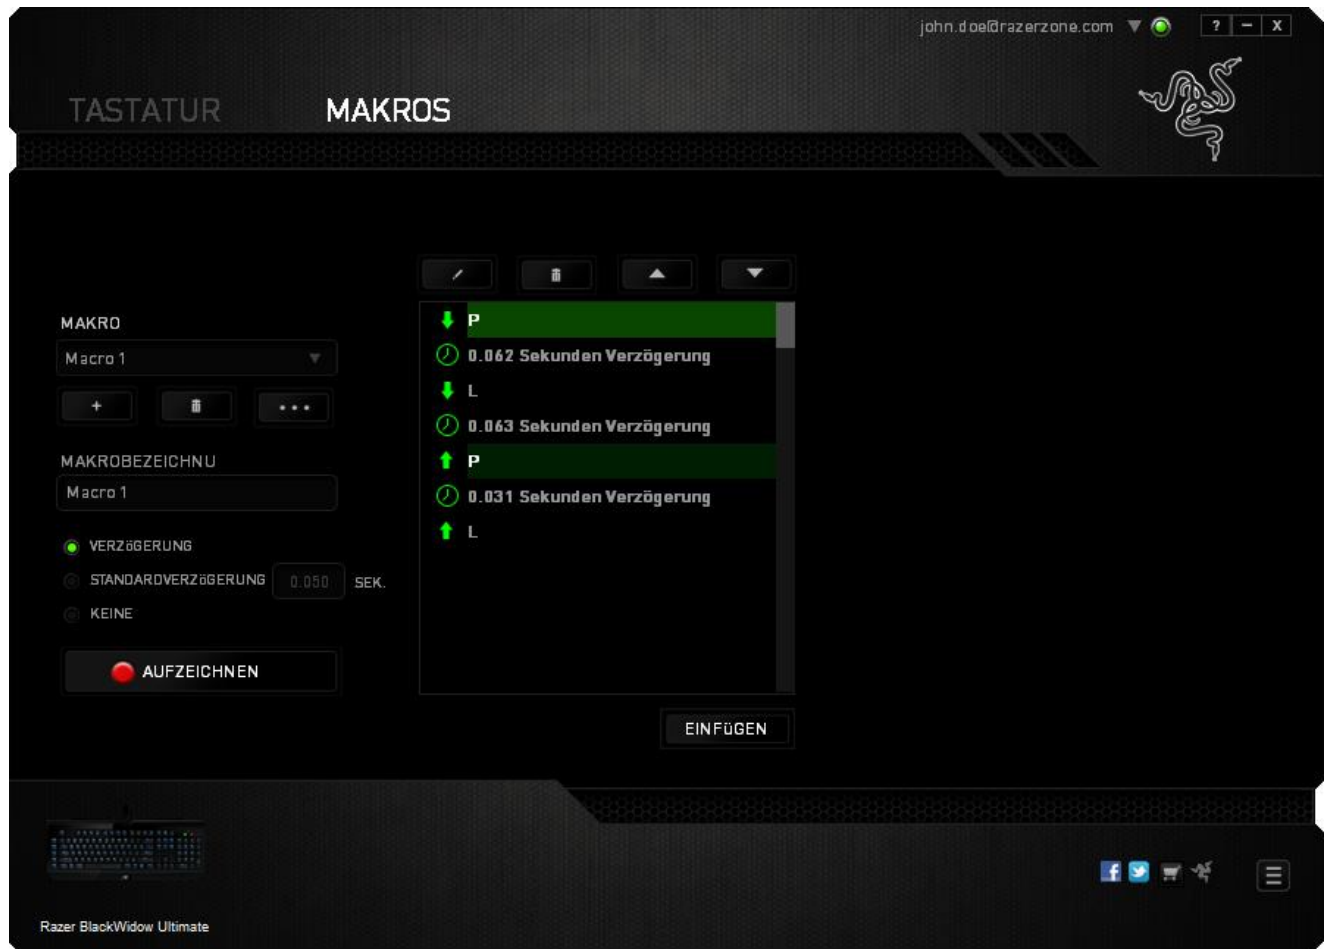 john.doe@razerzone.com
? – X
TASTATUR MAKROS
MAKRO
Macro 1
+ •••
MAKROBEZEICHNU
Macro 1
VERZöGERUNG
STANDARDVERZöGERUNG 0.050 SEK.
KEINE
AUFZEICHNEN
P
0.062 Sekunden Verzögerung
L
0.063 Sekunden Verzögerung
P
0.031 Sekunden Verzögerung
L
EINFüGEN
f
Razer BlackWidow Ultimate